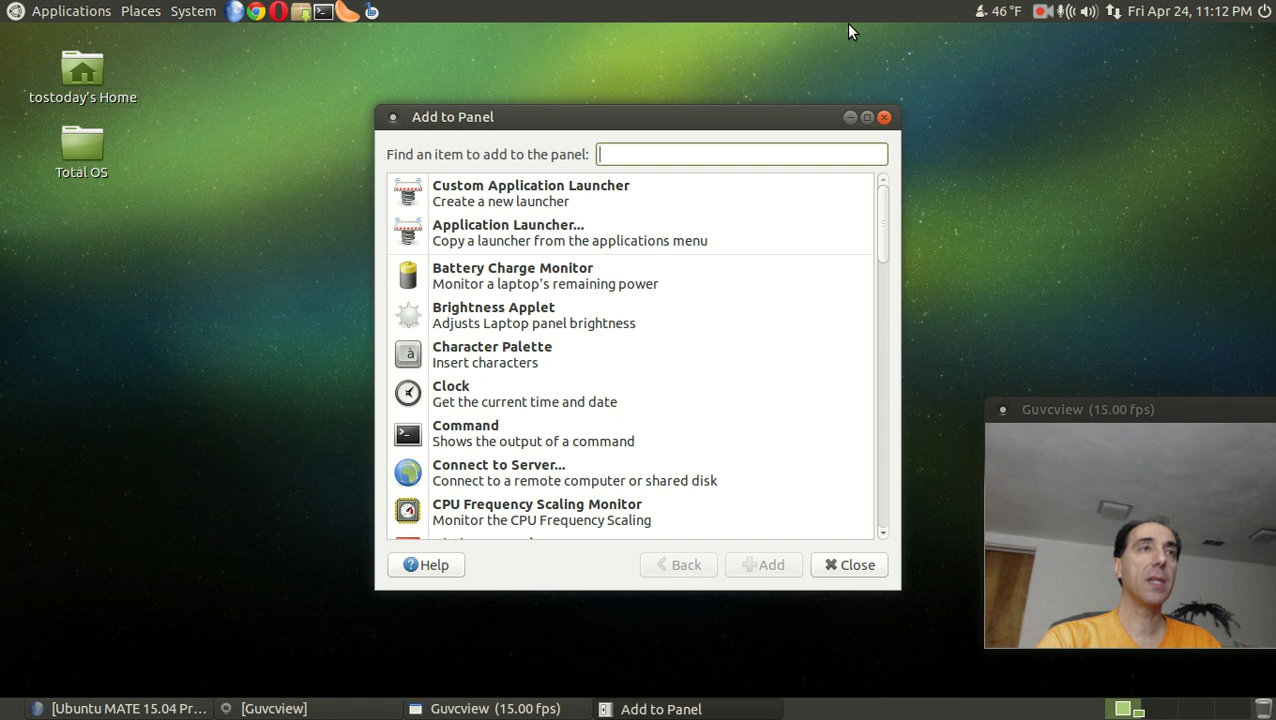 Applications Places System
46 °F
Fri Apr 24, 11:12 PM
tostoday's Home
Total OS
Add to Panel
Find an item to add to the panel:
Custom Application Launcher
Create a new launcher
Application Launcher...
Copy a launcher from the applications menu
Battery Charge Monitor
Monitor a laptop's remaining power
Brightness Applet
Adjusts Laptop panel brightness
Character Palette
Insert characters
Clock
Get the current time and date
Command
Shows the output of a command
Connect to Server...
Connect to a remote computer or shared disk
CPU Frequency Scaling Monitor
Monitor the CPU Frequency Scaling
Help
Back
Add
Close
Guvcview (15.00 fps)
[Ubuntu MATE 15.04 Pr...
[Guvcview]
Guvcview (15.00 fps)
Add to Panel